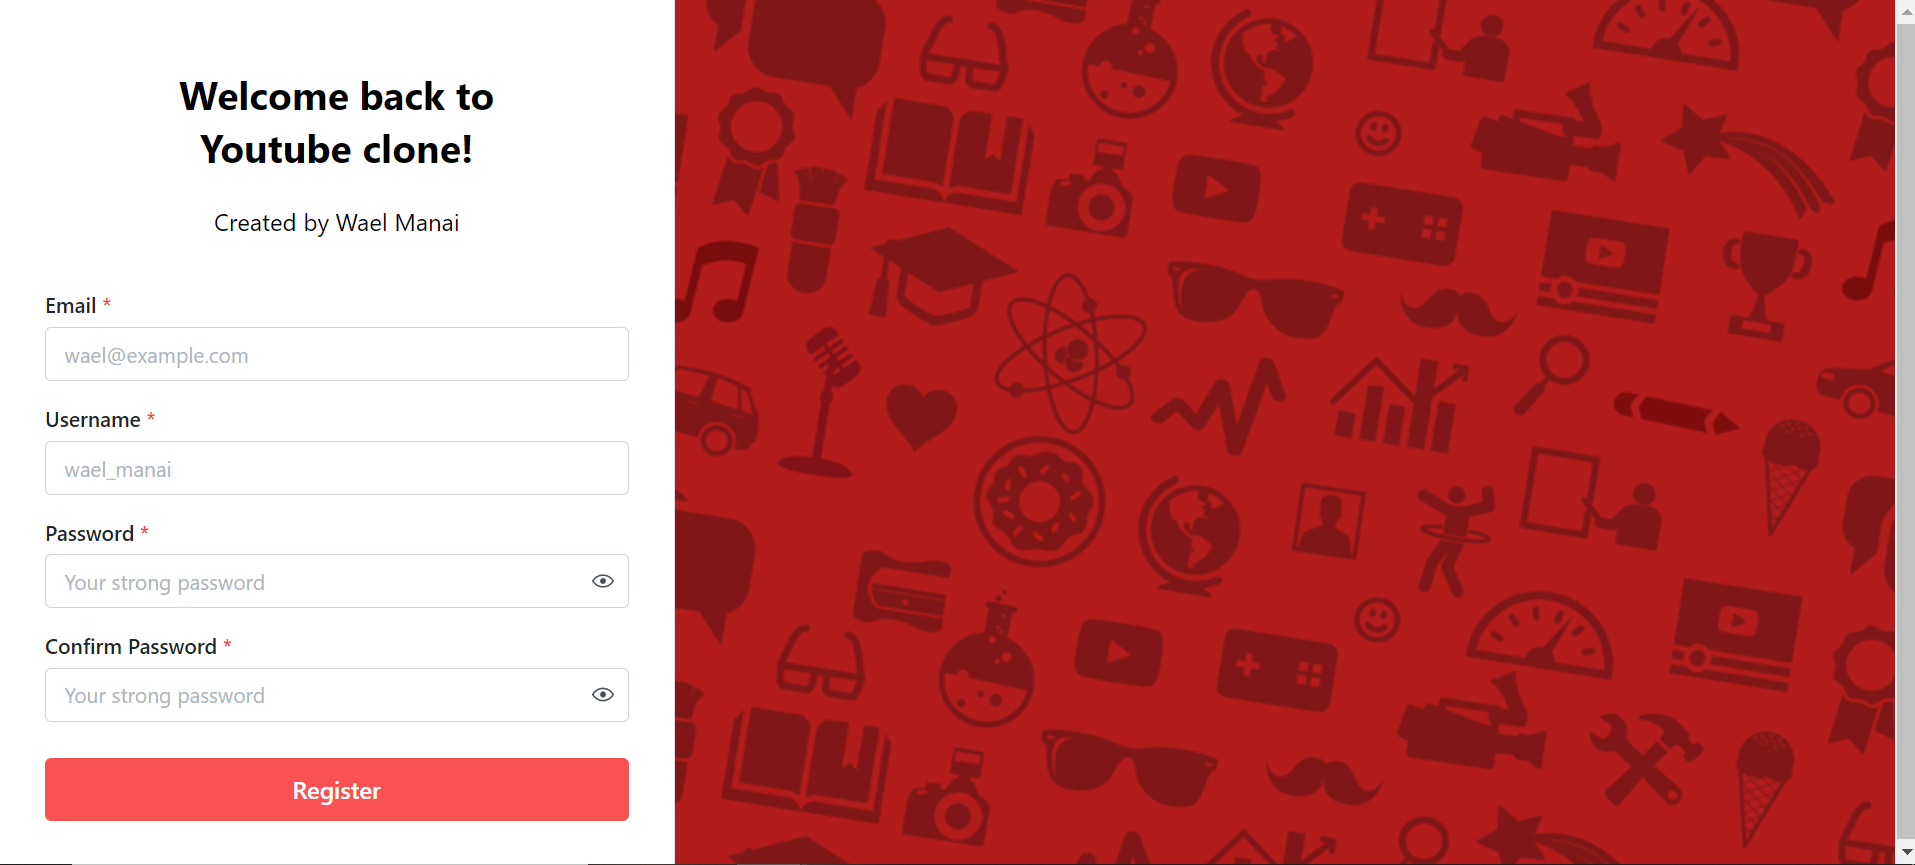 Welcome back to
Youtube clone!
Created by Wael Manai
Email *
wael@example.com
Username *
wael_manai
Password *
Your strong password
Confirm Password *
Your strong password
Register